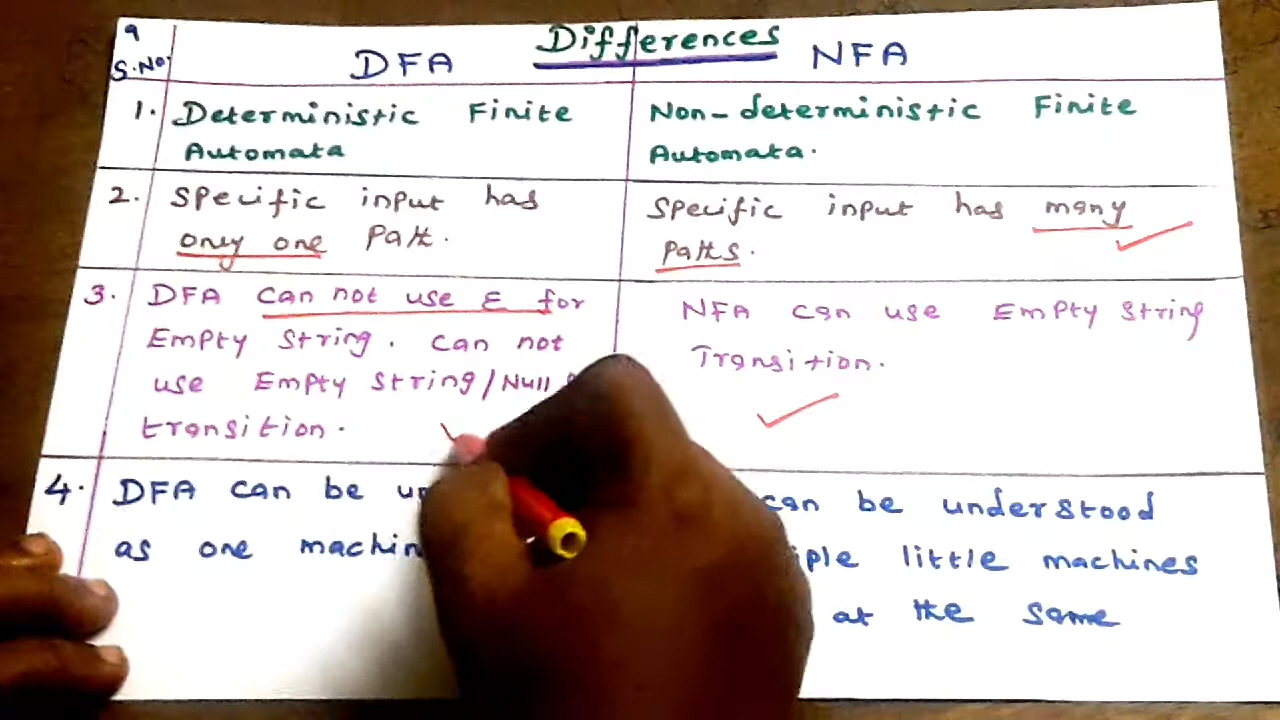 Differences
9
S.No. DFA NFA
1. Deterministic Finite
Automata
Non-deterministic Finite
Automata.
2. Specific input has
only one Path.
Specific input has many
Paths.
3. DFA can not use ε for
Empty String. can not
use Empty string/Null
transition.
NFA can use Empty string
Transition.
4. DFA can be
as one
can be understood
little machines
at the same